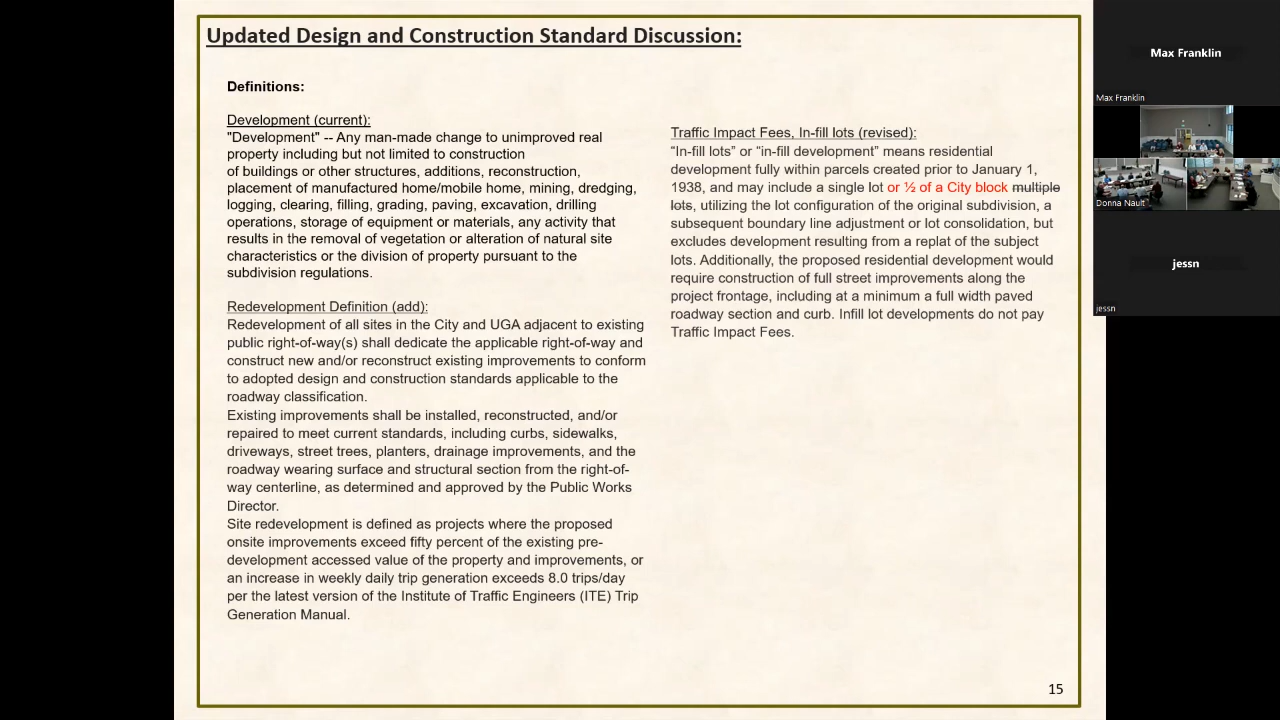 Updated Design and Construction Standard Discussion:
Definitions:
Development (current):
"Development" -- Any man-made change to unimproved real
property including but not limited to construction
of buildings or other structures, additions, reconstruction,
placement of manufactured home/mobile home, mining, dredging,
logging, clearing, filling, grading, paving, excavation, drilling
operations, storage of equipment or materials, any activity that
results in the removal of vegetation or alteration of natural site
characteristics or the division of property pursuant to the
subdivision regulations.
Redevelopment Definition (add):
Redevelopment of all sites in the City and UGA adjacent to existing
public right-of-way(s) shall dedicate the applicable right-of-way and
construct new and/or reconstruct existing improvements to conform
to adopted design and construction standards applicable to the
roadway classification.
Existing improvements shall be installed, reconstructed, and/or
repaired to meet current standards, including curbs, sidewalks,
driveways, street trees, planters, drainage improvements, and the
roadway wearing surface and structural section from the right-of-
way centerline, as determined and approved by the Public Works
Director.
Site redevelopment is defined as projects where the proposed
onsite improvements exceed fifty percent of the existing pre-
development accessed value of the property and improvements, or
an increase in weekly daily trip generation exceeds 8.0 trips/day
per the latest version of the Institute of Traffic Engineers (ITE) Trip
Generation Manual.
Traffic Impact Fees, In-fill lots (revised):
“In-fill lots” or “in-fill development” means residential
development fully within parcels created prior to January 1,
1938, and may include a single lot or ½ of a City block multiple
lots, utilizing the lot configuration of the original subdivision, a
subsequent boundary line adjustment or lot consolidation, but
excludes development resulting from a replat of the subject
lots. Additionally, the proposed residential development would
require construction of full street improvements along the
project frontage, including at a minimum a full width paved
roadway section and curb. Infill lot developments do not pay
Traffic Impact Fees.
15
Max Franklin
Max Franklin
Donna Nault
jessn
jessn